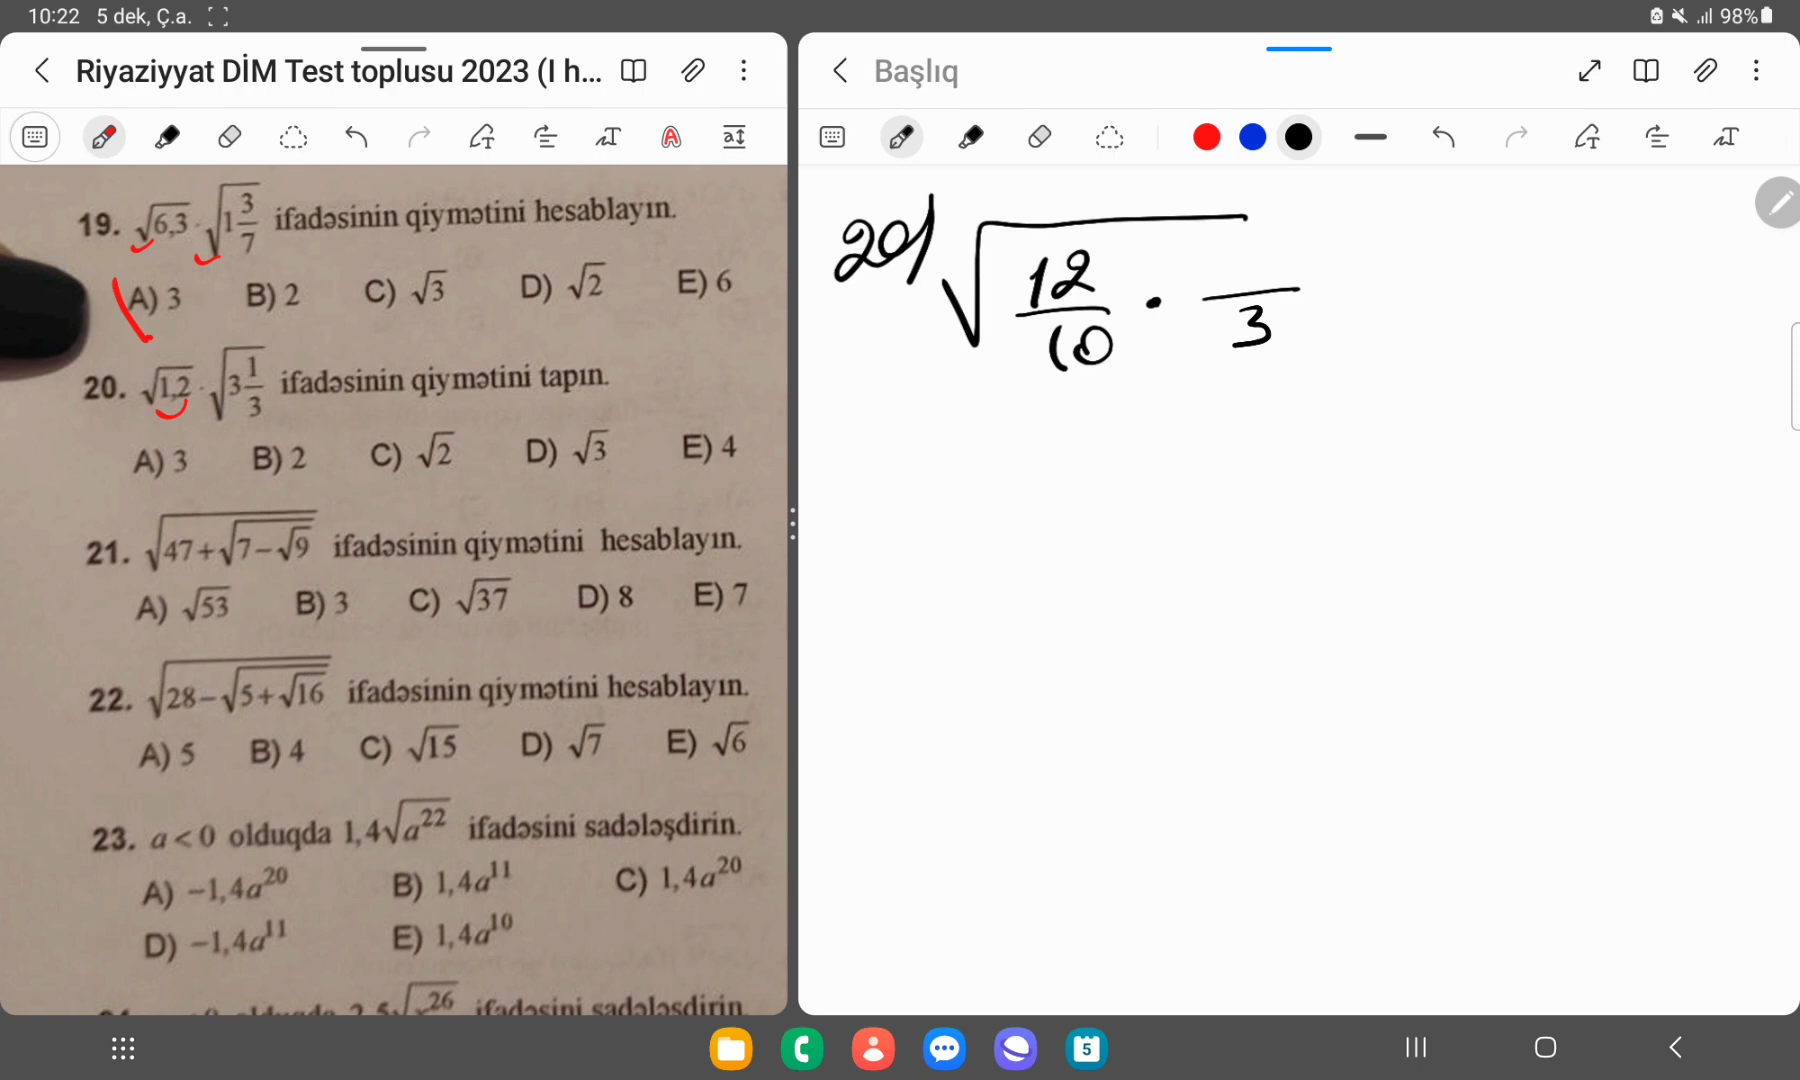 10:22 5 dek, Ç.a. 98%
Riyaziyyat DİM Test toplusu 2023 (I h...
19. √6,3 · √1 3/7 ifadəsinin qiymətini hesablayın.
A) 3 B) 2 C) √3 D) √2 E) 6
20. √1,2 · √3 1/3 ifadəsinin qiymətini tapın.
A) 3 B) 2 C) √2 D) √3 E) 4
21. √(47+√(7−√9)) ifadəsinin qiymətini hesablayın.
A) √53 B) 3 C) √37 D) 8 E) 7
22. √(28−√(5+√16)) ifadəsinin qiymətini hesablayın.
A) 5 B) 4 C) √15 D) √7 E) √6
23. a<0 olduqda 1,4√a²² ifadəsini sadələşdirin.
A) −1,4a²⁰ B) 1,4a¹¹ C) 1,4a²⁰
D) −1,4a¹¹ E) 1,4a¹⁰
ifadəsini sadələşdirin.
Başlıq
20) √ 12/10 · /3
5